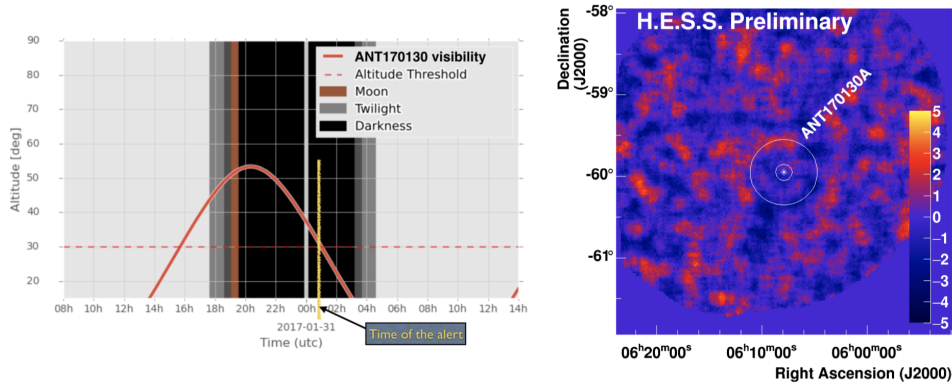 90
80
70
60
50
40
30
20
Altitude [deg]
ANT170130 visibility
Altitude Threshold
Moon
Twilight
Darkness
08h 10h 12h 14h 16h 18h 20h 22h 00h 02h 04h 06h 08h 10h 12h 14h
2017-01-31
Time (utc)
Time of the alert
H.E.S.S. Preliminary
Declination
(J2000)
-58°
-59°
-60°
-61°
ANT170130A
5
4
3
2
1
0
−1
−2
−3
−4
−5
06h20m00s 06h10m00s 06h00m00s
Right Ascension (J2000)